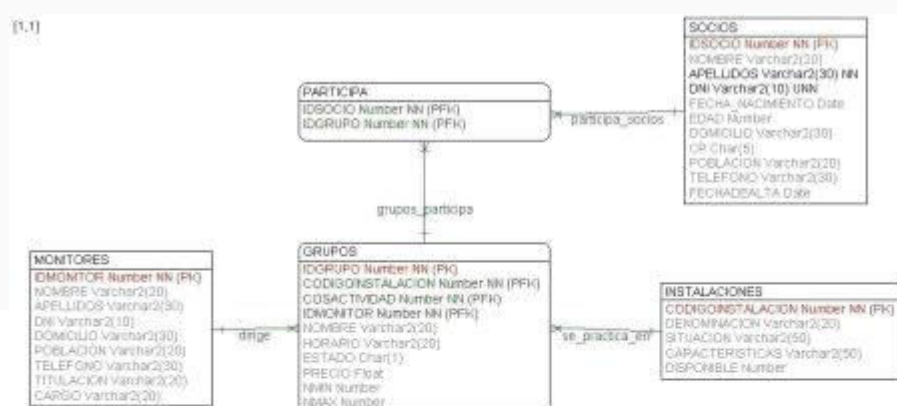 [1,1]
SOCIOS
IDSOCIO Number NN (PK)
NOMBRE Varchar2(20)
APELLIDOS Varchar2(30) NN
DNI Varchar2(10) UNN
FECHA_NACIMIENTO Date
EDAD Number
DOMICILIO Varchar2(30)
CP Char(5)
POBLACION Varchar2(20)
TELEFONO Varchar2(30)
FECHADEALTA Date
PARTICIPA
IDSOCIO Number NN (PFK)
IDGRUPO Number NN (PFK)
participa_socios
grupos_participa
MONITORES
IDMONITOR Number NN (PK)
NOMBRE Varchar2(20)
APELLIDOS Varchar2(30)
DNI Varchar2(10)
DOMICILIO Varchar2(30)
POBLACION Varchar2(20)
TELEFONO Varchar2(30)
TITULACION Varchar2(20)
CARGO Varchar2(20)
dirige
GRUPOS
IDGRUPO Number NN (PK)
CODIGOINSTALACION Number NN (PFK)
COSACTIVIDAD Number NN (PFK)
IDMONITOR Number NN (PFK)
NOMBRE Varchar2(20)
HORARIO Varchar2(20)
ESTADO Char(1)
PRECIO Float
NMIN Number
NMAX Number
se_practica_en
INSTALACIONES
CODIGOINSTALACION Number NN (PK)
DENOMINACION Varchar2(20)
SITUACION Varchar2(50)
CARACTERISTICAS Varchar2(50)
DISPONIBLE Number